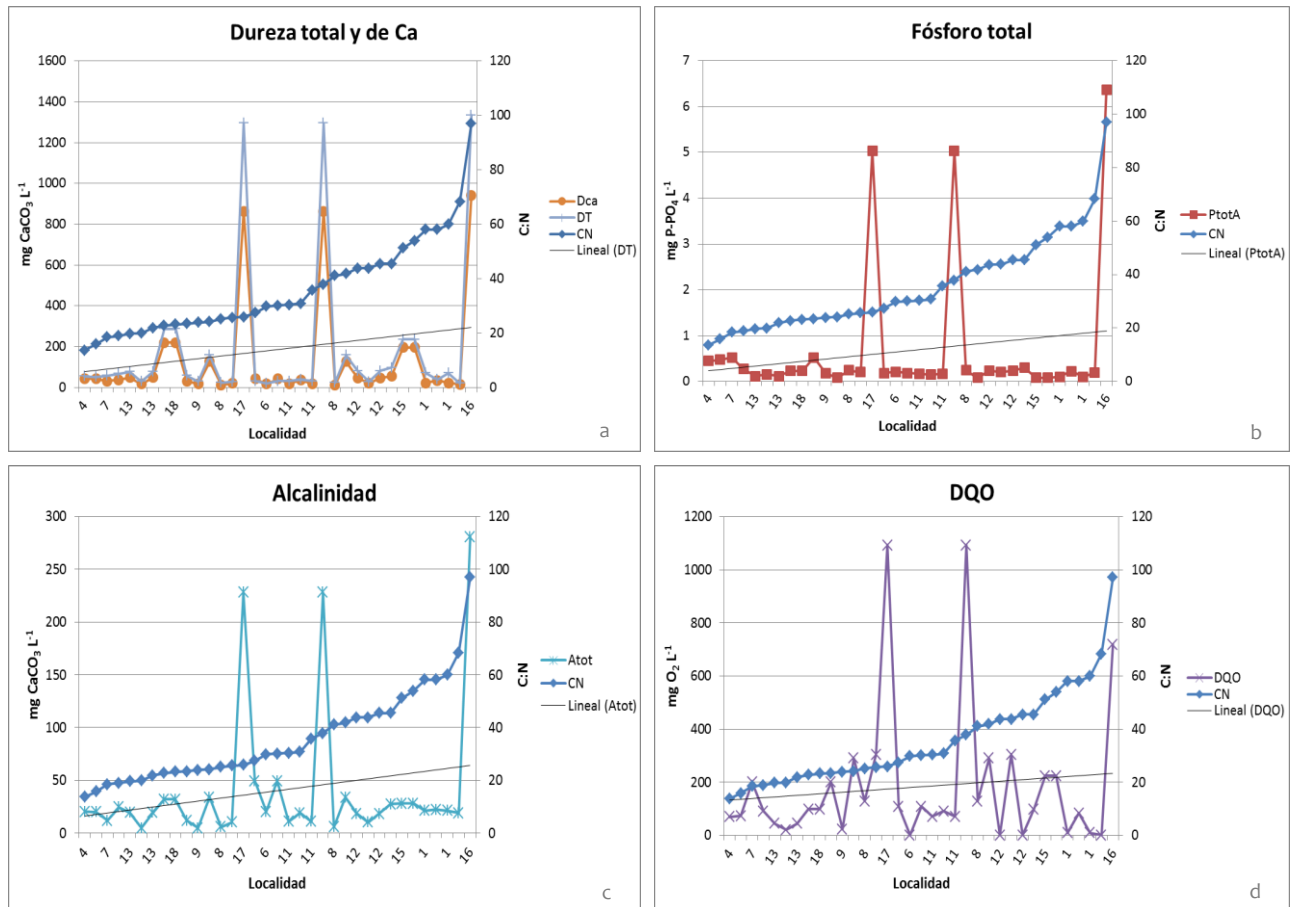 Dureza total y de Ca
1600
1400
1200
1000
800
600
400
200
0
mg CaCO3 L-1
120
100
80
60
40
20
0
C:N
Dca
DT
CN
Lineal (DT)
4 7 13 13 18 9 8 17 6 11 11 8 12 12 15 1 1 16
Localidad
a
Fósforo total
7
6
5
4
3
2
1
0
mg P-PO4 L-1
120
100
80
60
40
20
0
C:N
PtotA
CN
Lineal (PtotA)
4 7 13 13 18 9 8 17 6 11 11 8 12 12 15 1 1 16
Localidad
b
Alcalinidad
300
250
200
150
100
50
0
mg CaCO3 L-1
120
100
80
60
40
20
0
C:N
Atot
CN
Lineal (Atot)
4 7 13 13 18 9 8 17 6 11 11 8 12 12 15 1 1 16
Localidad
c
DQO
1200
1000
800
600
400
200
0
mg O2 L-1
120
100
80
60
40
20
0
C:N
DQO
CN
Lineal (DQO)
4 7 13 13 18 9 8 17 6 11 11 8 12 12 15 1 1 16
Localidad
d